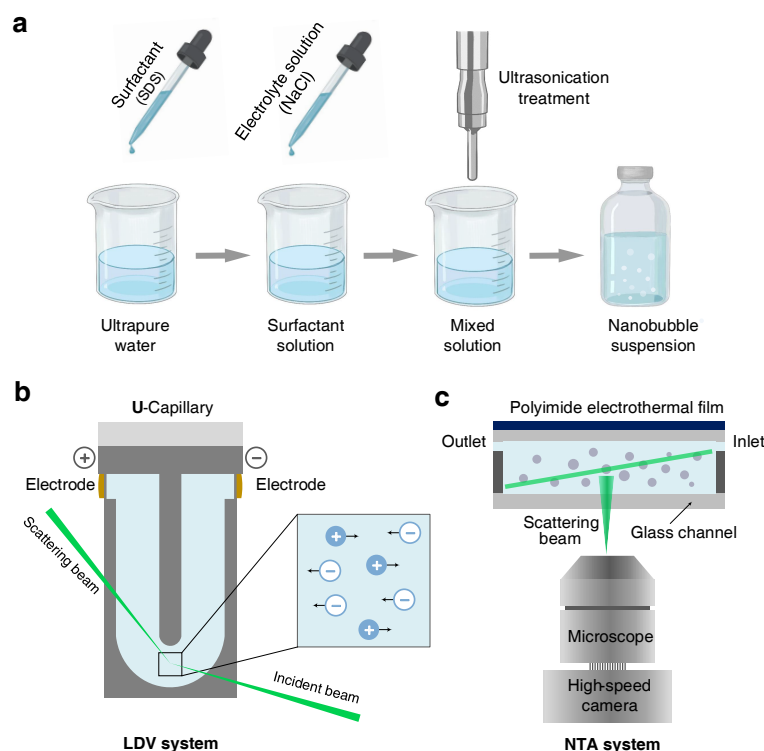 a
Surfactant
(SDS)
Electrolyte solution
(NaCl)
Ultrasonication
treatment
Ultrapure
water
Surfactant
solution
Mixed
solution
Nanobubble
suspension
b
U-Capillary
+
−
Electrode
Electrode
Scattering beam
+
−
−
+
−
−
+
Incident beam
LDV system
c
Polyimide electrothermal film
Outlet
Inlet
Scattering
beam
Glass channel
Microscope
High-speed
camera
NTA system